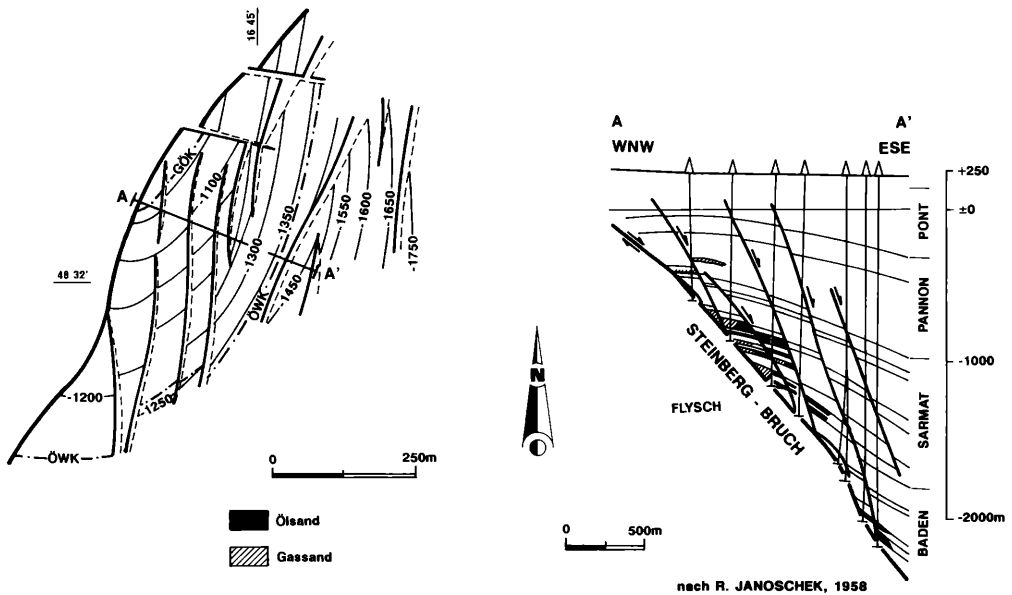 16 45'
GÖK
-1100
A
-1300
-1350
-1550
-1600
-1650
-1750
48 32'
A'
ÖWK
-1450
-1200
-1250
ÖWK
0 250m
Ölsand
Gassand
N
A A'
WNW ESE
+250
±0
-1000
-2000m
PONT
PANNON
SARMAT
BADEN
STEINBERG - BRUCH
FLYSCH
0 500m
nach R. JANOSCHEK, 1958